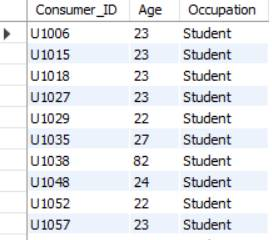 Consumer_ID Age Occupation
U1006 23 Student
U1015 23 Student
U1018 23 Student
U1027 23 Student
U1029 22 Student
U1035 27 Student
U1038 82 Student
U1048 24 Student
U1052 22 Student
U1057 23 Student